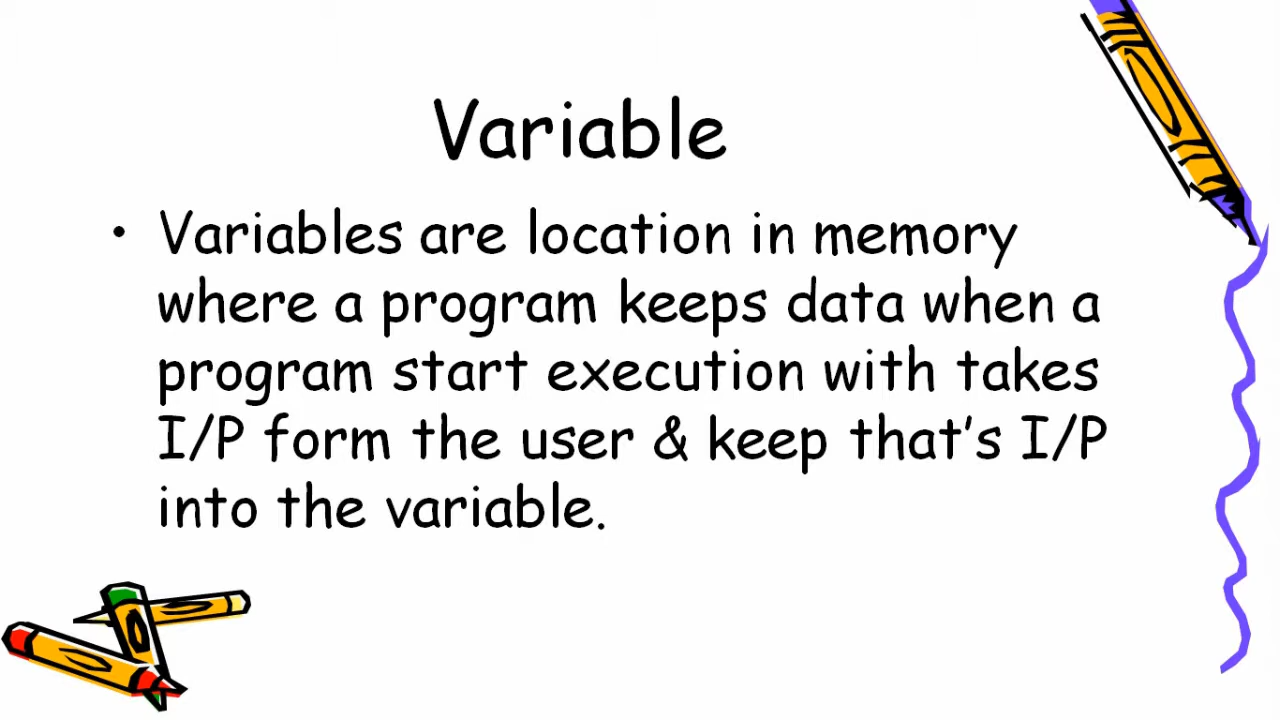 Variable
• Variables are location in memory
where a program keeps data when a
program start execution with takes
I/P form the user & keep that's I/P
into the variable.